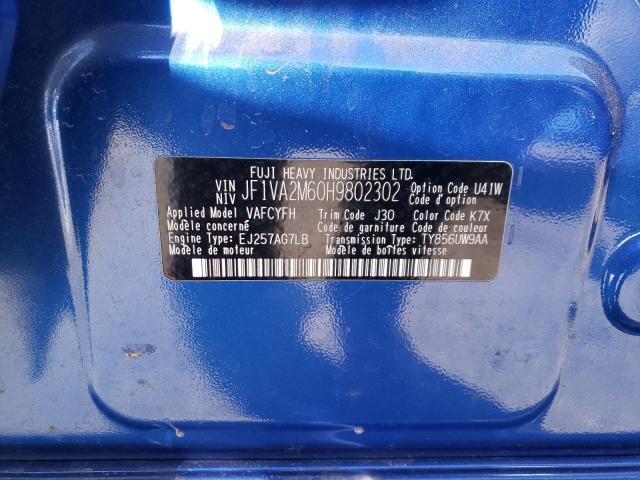 FUJI HEAVY INDUSTRIES LTD.
VIN NIV JF1VA2M60H9802302 Option Code U41W
Code d'option
Applied Model VAFCYFH Trim Code J30 Color Code K7X
Modèle concerné Code de garniture Code de couleur
Engine Type: EJ257AG7LB Transmission Type: TY856UW9AA
Modèle de moteur Modèle de boîtes vitesse